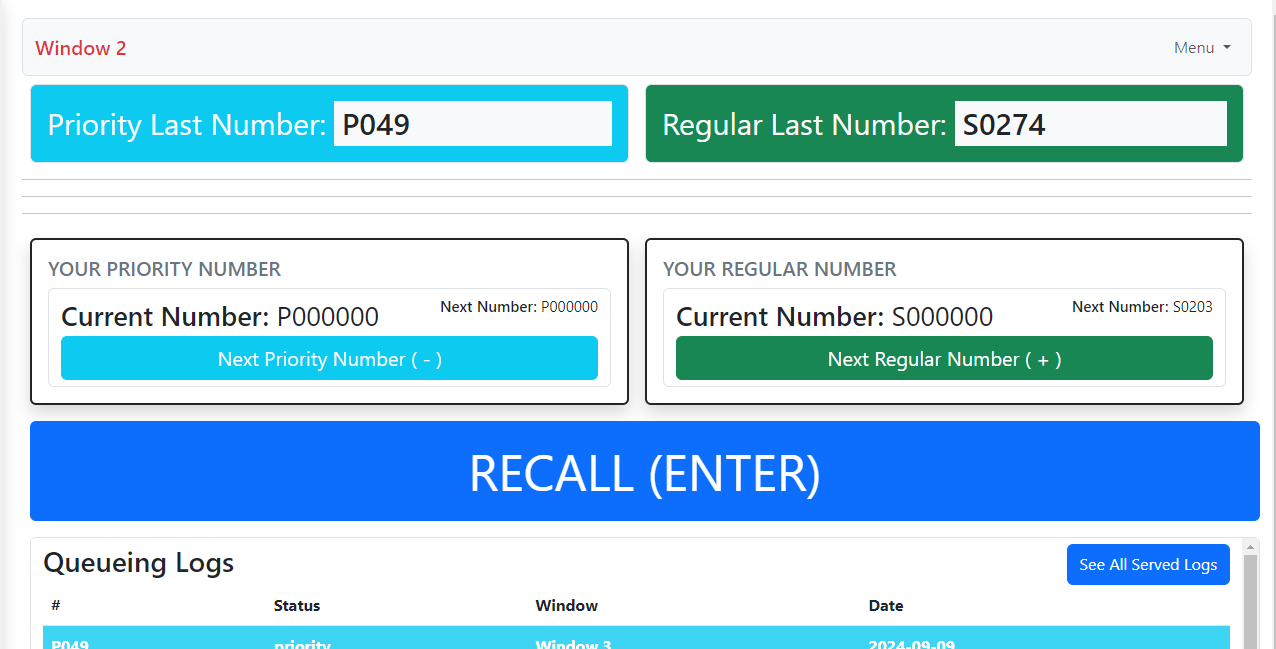 Window 2
Menu
Priority Last Number: P049
Regular Last Number: S0274
YOUR PRIORITY NUMBER
Current Number: P000000
Next Number: P000000
Next Priority Number ( - )
YOUR REGULAR NUMBER
Current Number: S000000
Next Number: S0203
Next Regular Number ( + )
RECALL (ENTER)
Queueing Logs
See All Served Logs
# Status Window Date
P049 priority Window 3 2024-09-09